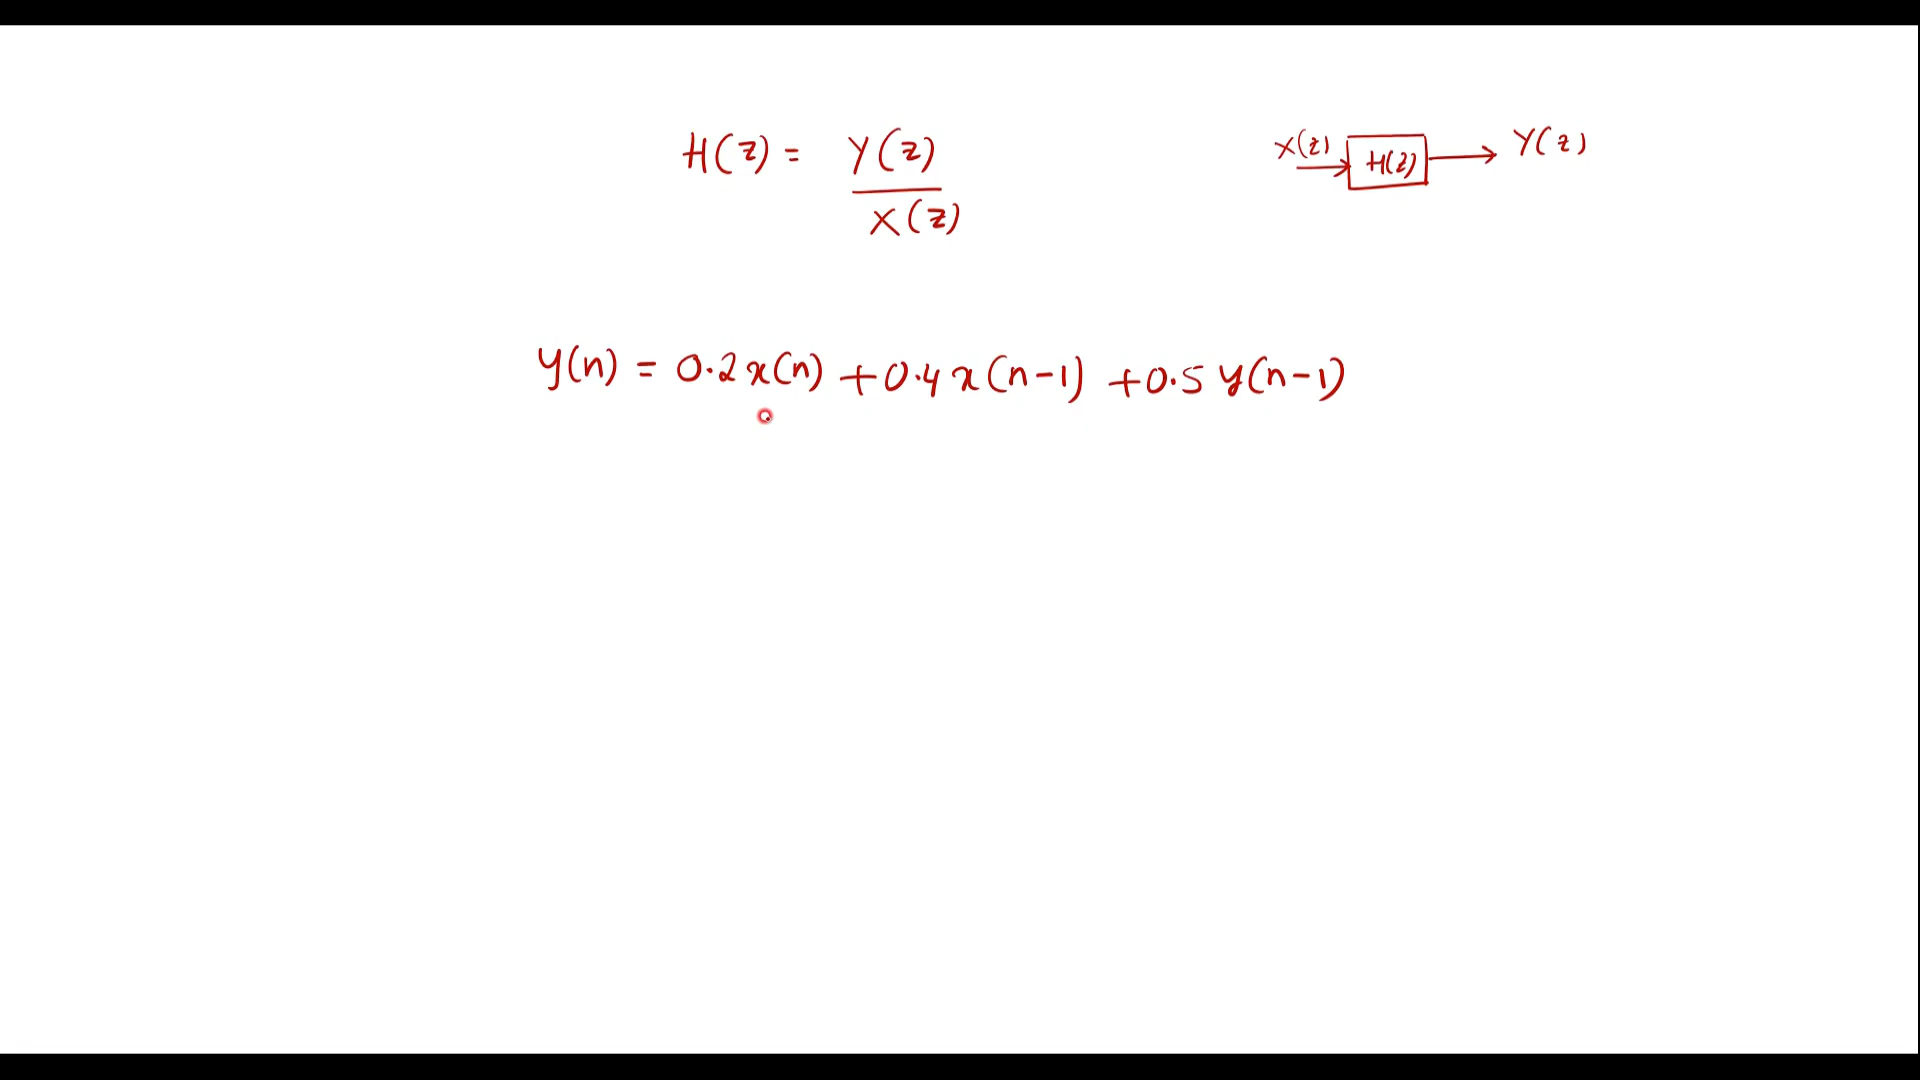 H(z) = Y(z)
X(z)
X(z) H(z) Y(z)
y(n) = 0.2x(n) +0.4x(n-1) +0.5y(n-1)